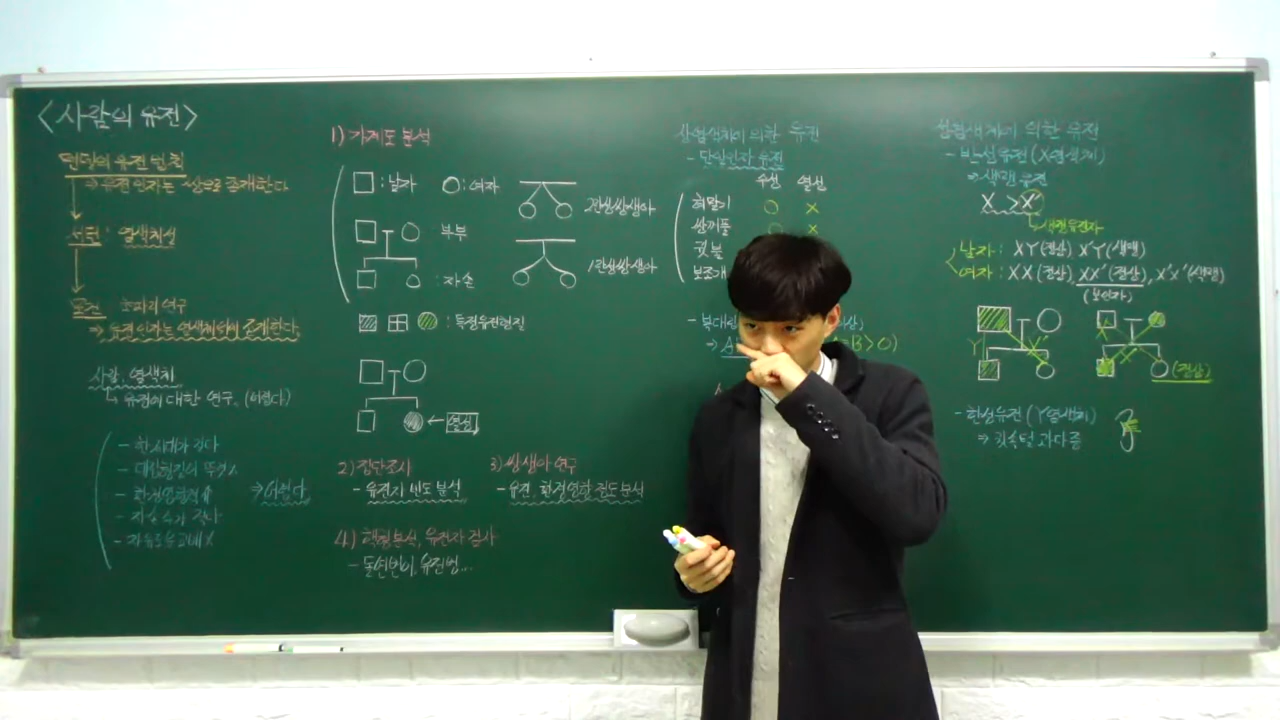 <사람의 유전>
멘델의 유전 법칙
⇒ 유전인자는 쌍으로 존재한다
서턴 : 염색체설
모건 초파리 연구
⇒ 유전인자는 염색체 위에 존재한다
사람, 염색체
↳ 유전에 대한 연구. (어렵다)
- 한 세대가 길다
- 대립형질이 뚜렷 x
- 환경영향 多
- 자손 수가 적다
- 자유로운 교배 X
⇒ 어렵다
1) 가계도 분석
□ : 남자 ○ : 여자
2란성쌍생아
부부
1란성쌍생아
: 자손
: 특정유전형질
← 열성
2) 집단조사
- 유전자 빈도 분석
3) 쌍생아 연구
- 유전, 환경영향 정도 분석
4) 핵형분석, 유전자 검사
- 돌연변이, 유전병...
상염색체에 의한 유전
- 단일인자 유전
우성 열성
혀말기 ○ X
쌍꺼풀 ○ X
귓불
보조개
- 복대립
⇒ A
=B>O)
성염색체에 의한 유전
- 반성유전 (X염색체)
⇒ 색맹 유전
X > X'
↳ 색맹유전자
남자 : XY (정상) X'Y (색맹)
여자 : XX (정상), XX' (정상), X'X' (색맹)
(보인자)
Y X'
X X'
(정상)
- 한성유전 (Y염색체)
⇒ 귓속털과다증